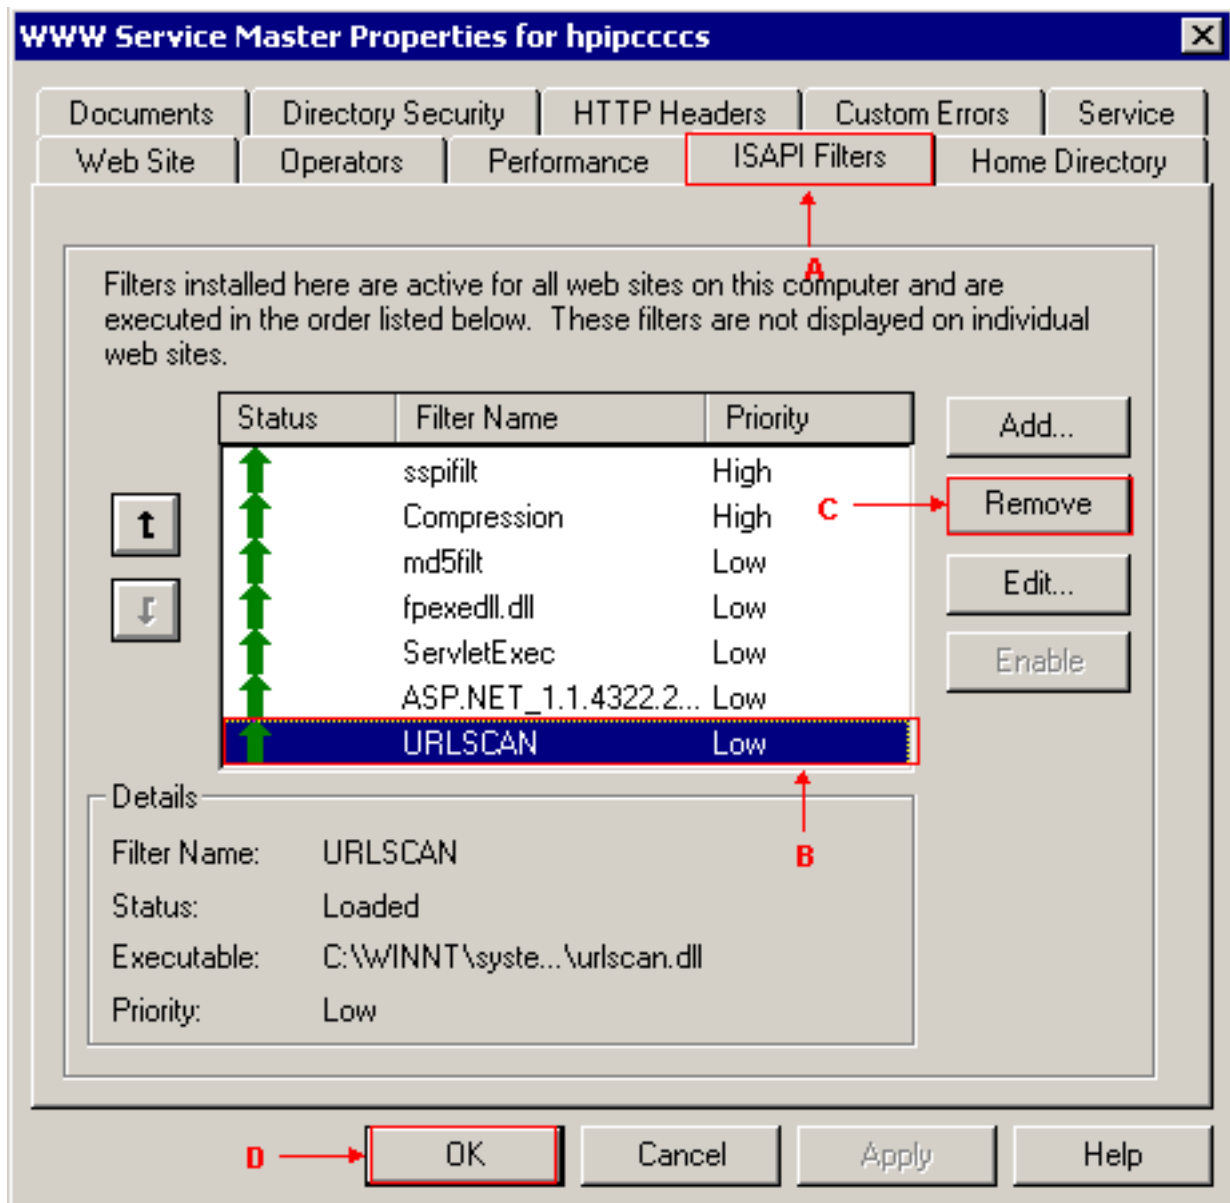 WWW Service Master Properties for hpipccccs
Documents Directory Security HTTP Headers Custom Errors Service
Web Site Operators Performance ISAPI Filters Home Directory
A
Filters installed here are active for all web sites on this computer and are
executed in the order listed below. These filters are not displayed on individual
web sites.
Status Filter Name Priority
Add...
sspifilt High
C Remove
Compression High
md5filt Low
Edit...
fpexedll.dll Low
ServletExec Low
Enable
ASP.NET_1.1.4322.2... Low
URLSCAN Low
B
Details
Filter Name: URLSCAN
Status: Loaded
Executable: C:\WINNT\syste...\urlscan.dll
Priority: Low
D OK Cancel Apply Help